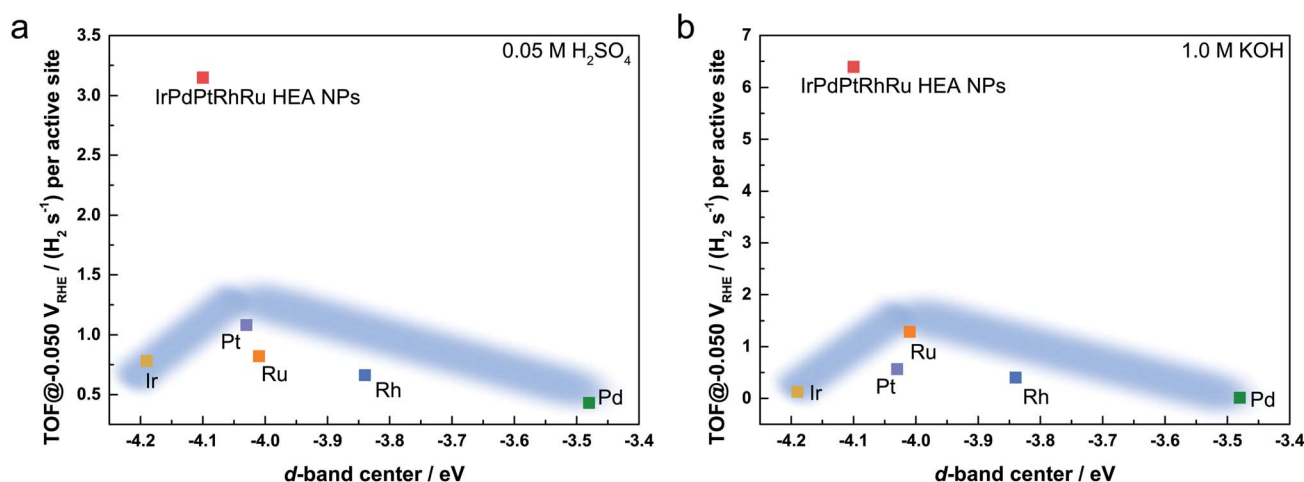 a
0.05 M H₂SO₄
TOF@-0.050 V_RHE / (H₂ s⁻¹) per active site
3.5
3.0
2.5
2.0
1.5
1.0
0.5
IrPdPtRhRu HEA NPs
Pt
Ir
Ru
Rh
Pd
-4.2 -4.1 -4.0 -3.9 -3.8 -3.7 -3.6 -3.5 -3.4
d-band center / eV
b
1.0 M KOH
TOF@-0.050 V_RHE / (H₂ s⁻¹) per active site
7
6
5
4
3
2
1
0
IrPdPtRhRu HEA NPs
Ru
Pt
Ir
Rh
Pd
-4.2 -4.1 -4.0 -3.9 -3.8 -3.7 -3.6 -3.5 -3.4
d-band center / eV